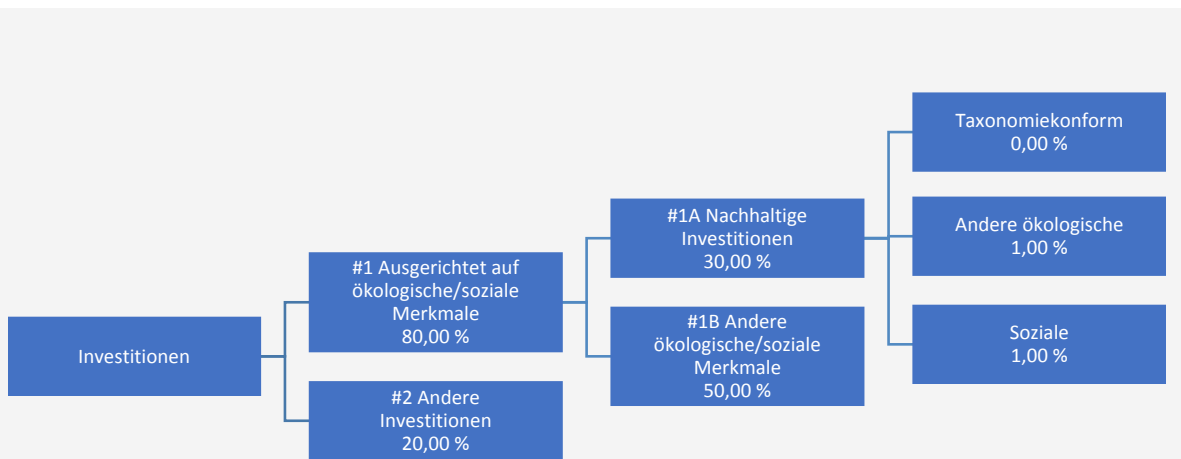 Investitionen
#1 Ausgerichtet auf
ökologische/soziale
Merkmale
80,00 %
#2 Andere
Investitionen
20,00 %
#1A Nachhaltige
Investitionen
30,00 %
#1B Andere
ökologische/soziale
Merkmale
50,00 %
Taxonomiekonform
0,00 %
Andere ökologische
1,00 %
Soziale
1,00 %